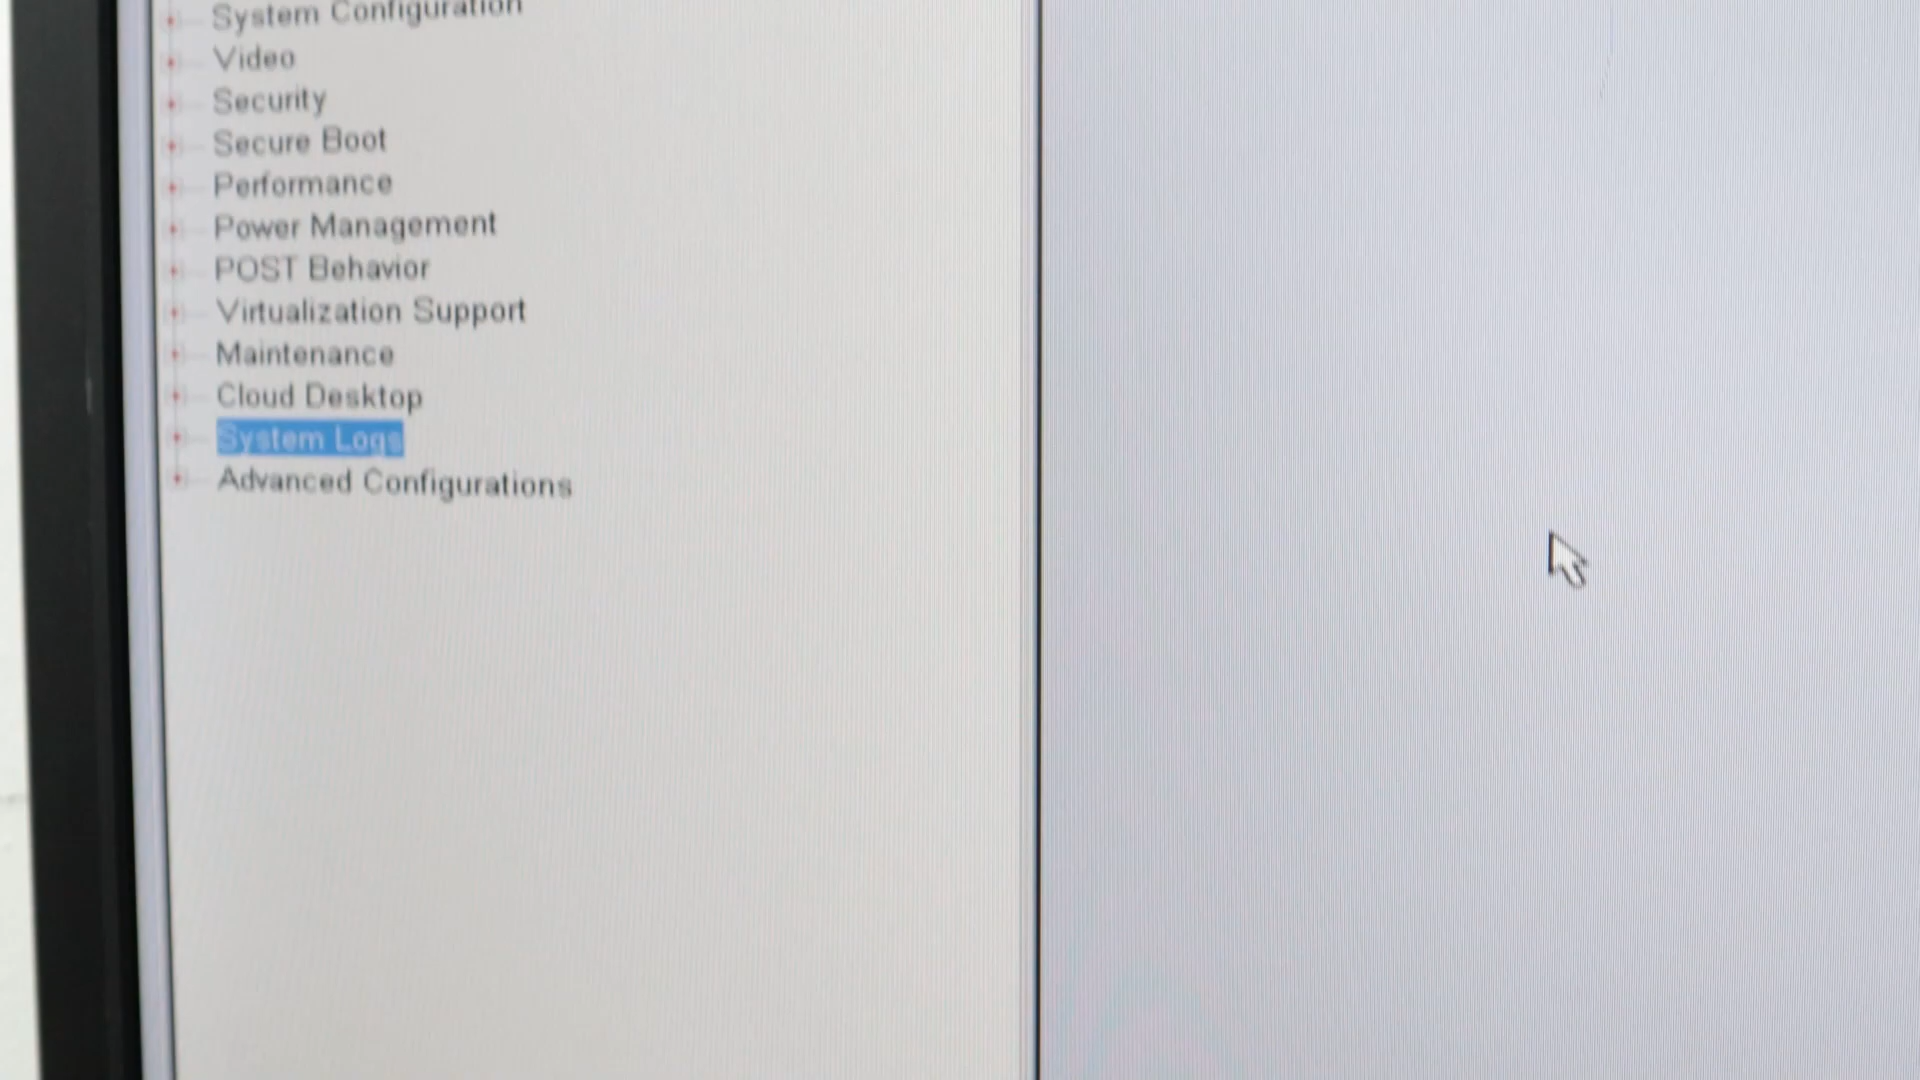 System Configuration
Video
Security
Secure Boot
Performance
Power Management
POST Behavior
Virtualization Support
Maintenance
Cloud Desktop
System Logs
Advanced Configurations